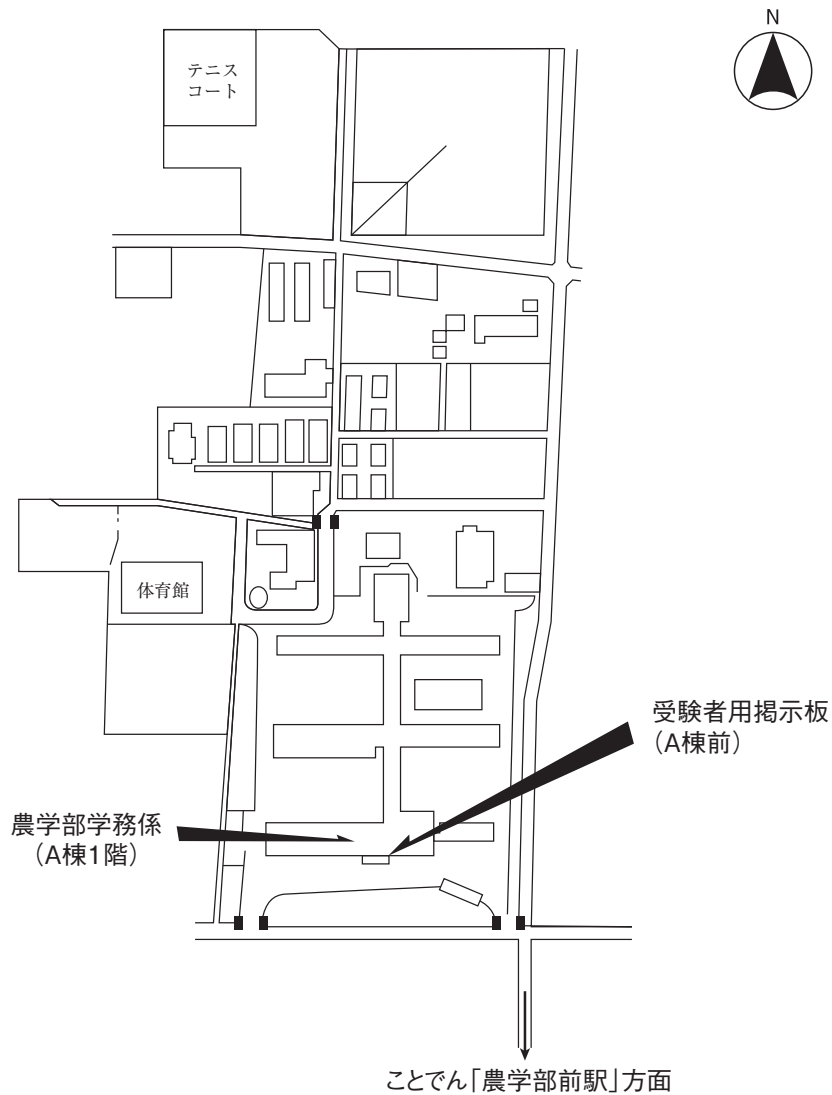 N
テニス
コート
体育館
受験者用掲示板
（A棟前）
農学部学務係
（A棟1階）
ことでん「農学部前駅」方面